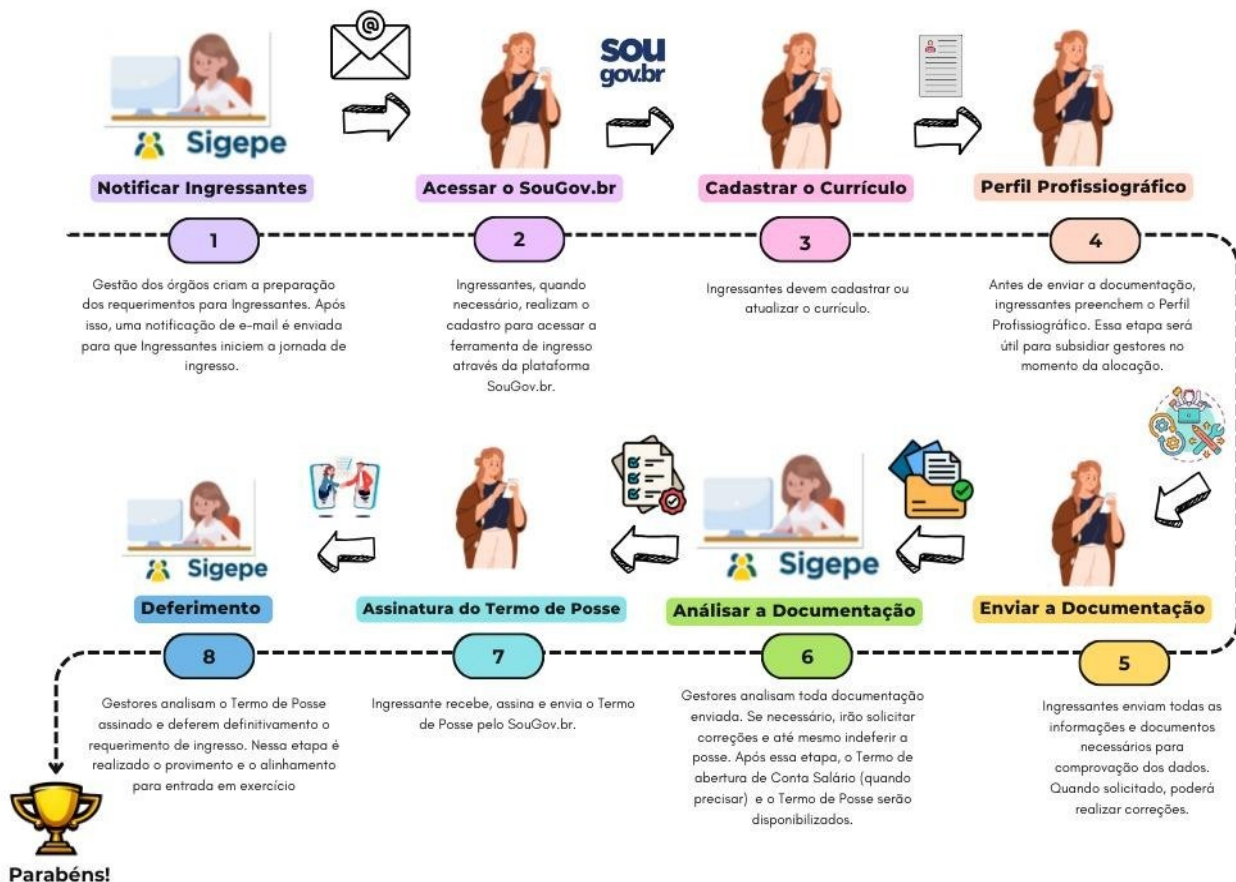 sou
gov.br
Sigepe
Notificar Ingressantes
Acessar o SouGov.br
Cadastrar o Currículo
Perfil Profissiográfico
1
2
3
4
Gestão dos órgãos criam a preparação
dos requerimentos para Ingressantes. Após
isso, uma notificação de e-mail é enviada
para que Ingressantes iniciem a jornada de
ingresso.
Ingressantes, quando
necessário, realizam o
cadastro para acessar a
ferramenta de ingresso
através da plataforma
SouGov.br.
Ingressantes devem cadastrar ou
atualizar o currículo.
Antes de enviar a documentação,
ingressantes preenchem o Perfil
Profissiográfico. Essa etapa será
útil para subsidiar gestores no
momento da alocação.
Enviar a Documentação
5
Ingressantes enviam todas as
informações e documentos
necessários para
comprovação dos dados.
Quando solicitado, poderá
realizar correções.
Sigepe
Análisar a Documentação
6
Gestores analisam toda documentação
enviada. Se necessário, irão solicitar
correções e até mesmo indeferir a
posse. Após essa etapa, o Termo de
abertura de Conta Salário (quando
precisar) e o Termo de Posse serão
disponibilizados.
Assinatura do Termo de Posse
7
Ingressante recebe, assina e envia o Termo
de Posse pelo SouGov.br.
Sigepe
Deferimento
8
Gestores analisam o Termo de Posse
assinado e deferem definitivamento o
requerimento de ingresso. Nessa etapa é
realizado o provimento e o alinhamento
para entrada em exercício
Parabéns!